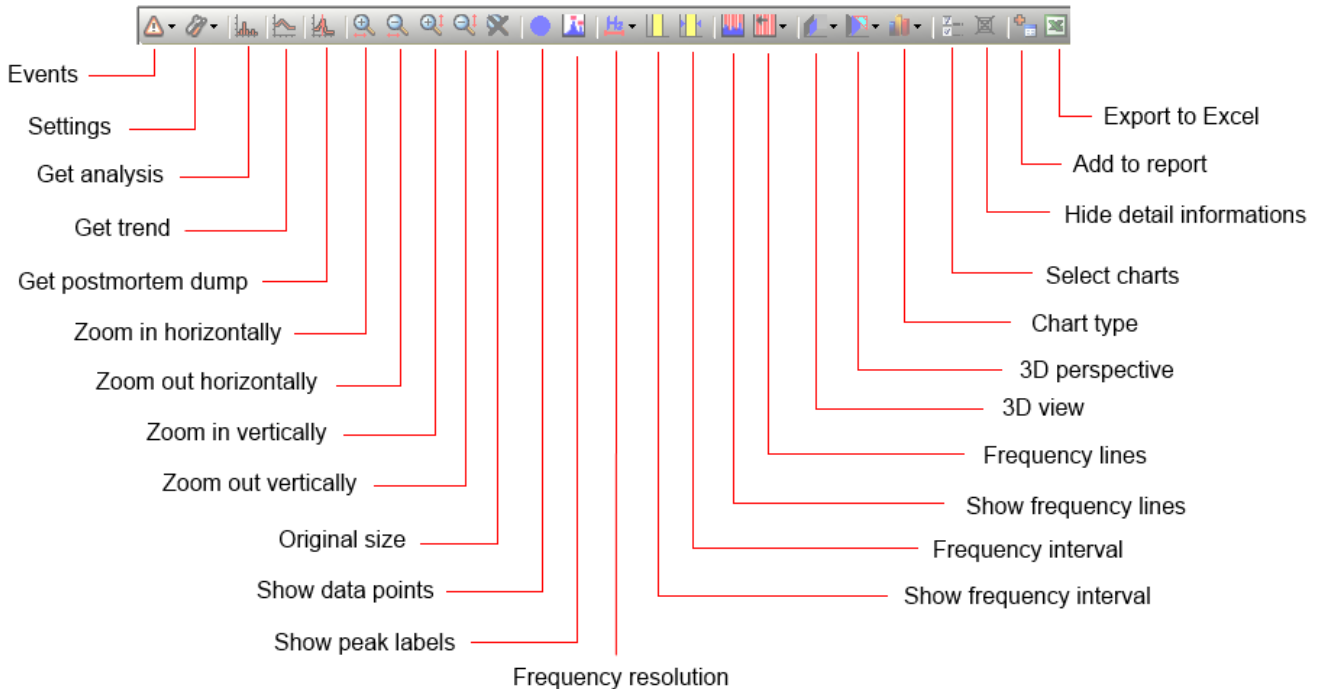 Hz
Events
Settings
Get analysis
Get trend
Get postmortem dump
Zoom in horizontally
Zoom out horizontally
Zoom in vertically
Zoom out vertically
Original size
Show data points
Show peak labels
Frequency resolution
Export to Excel
Add to report
Hide detail informations
Select charts
Chart type
3D perspective
3D view
Frequency lines
Show frequency lines
Frequency interval
Show frequency interval